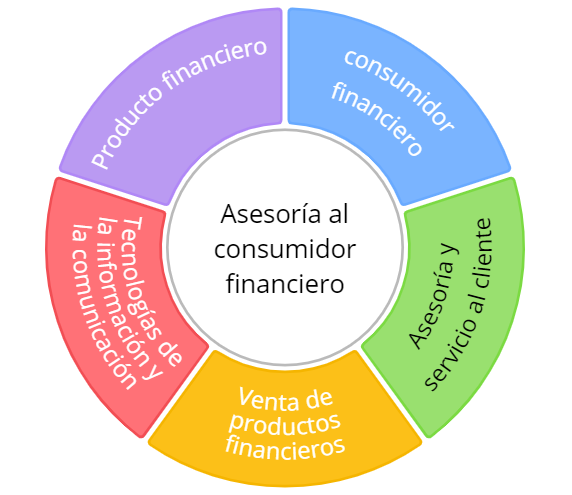 Producto financiero
consumidor
financiero
Asesoría y
servicio al cliente
Venta de
productos
financieros
Tecnologías de
la información y
la comunicación
Asesoría al
consumidor
financiero